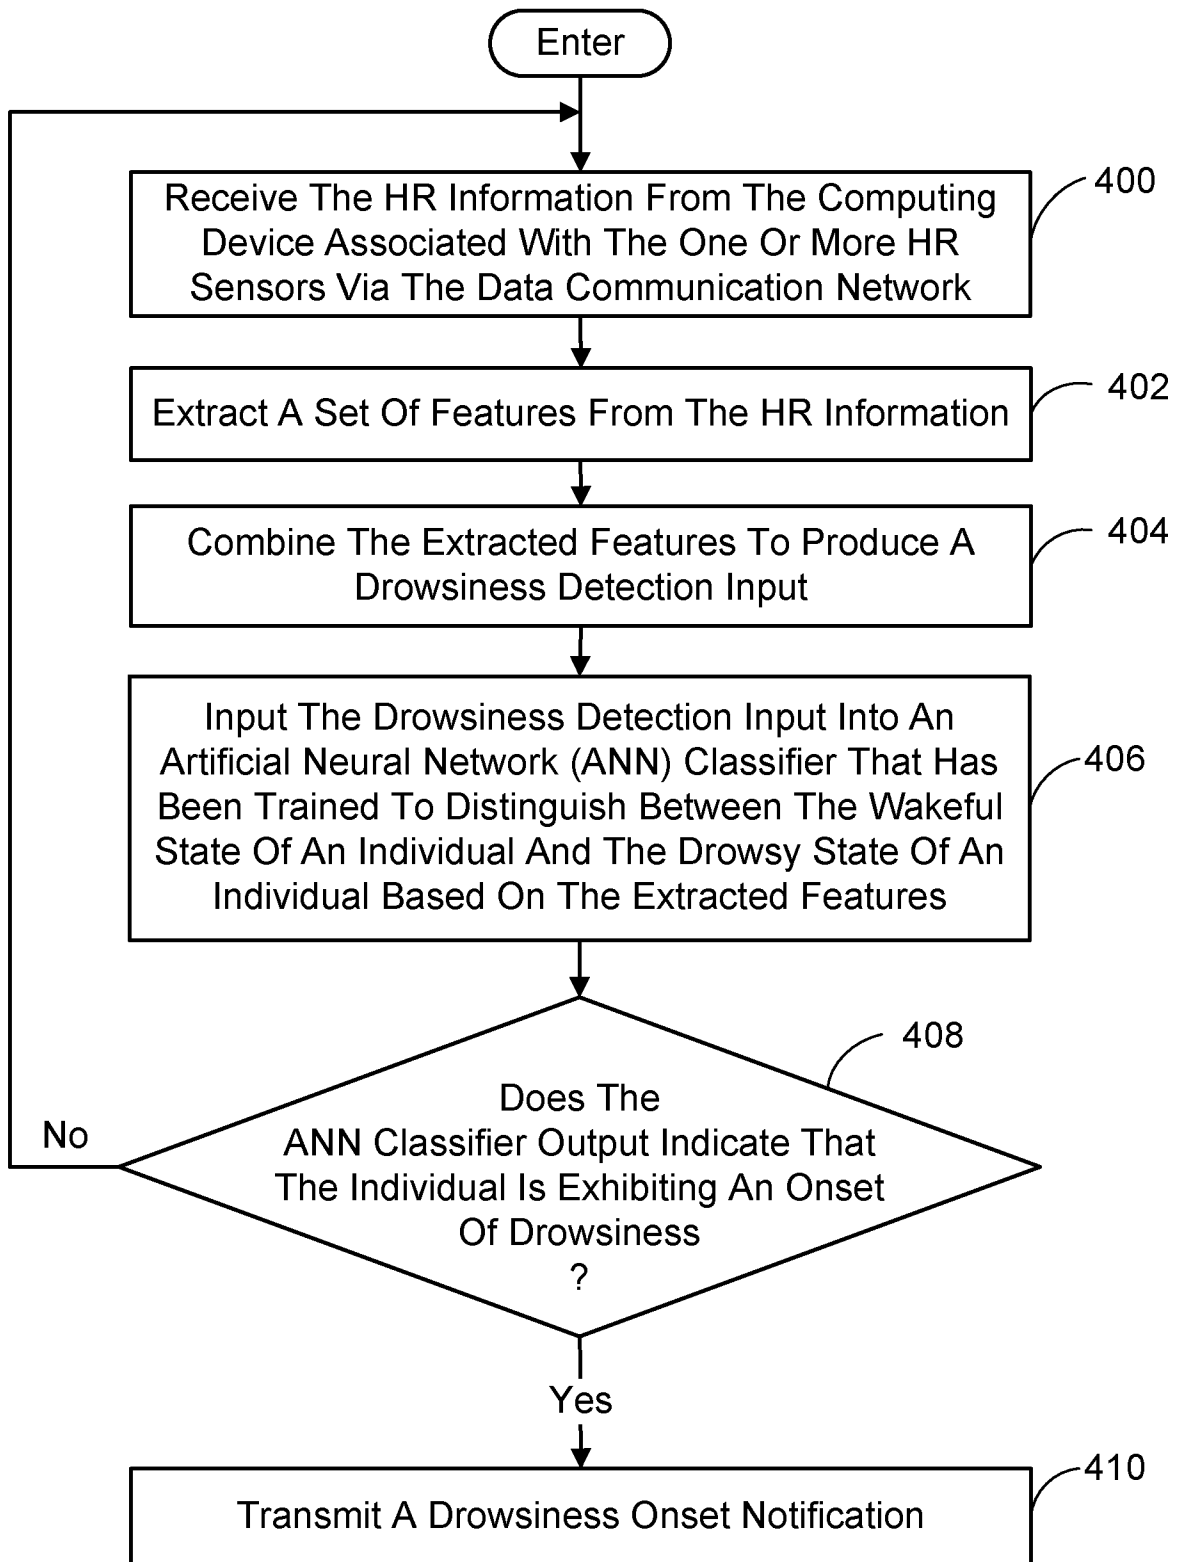 Enter
Receive The HR Information From The Computing
Device Associated With The One Or More HR
Sensors Via The Data Communication Network
400
Extract A Set Of Features From The HR Information
402
Combine The Extracted Features To Produce A
Drowsiness Detection Input
404
Input The Drowsiness Detection Input Into An
Artificial Neural Network (ANN) Classifier That Has
Been Trained To Distinguish Between The Wakeful
State Of An Individual And The Drowsy State Of An
Individual Based On The Extracted Features
406
408
Does The
ANN Classifier Output Indicate That
The Individual Is Exhibiting An Onset
Of Drowsiness
?
No
Yes
Transmit A Drowsiness Onset Notification
410